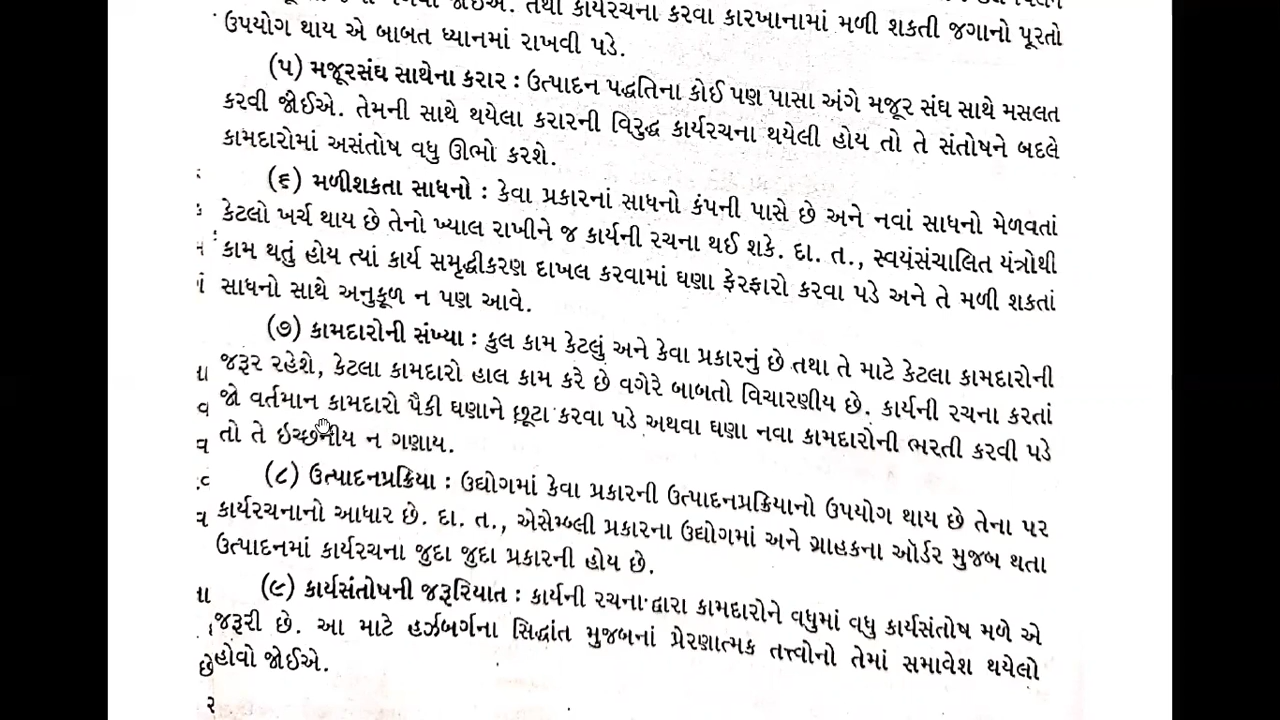 કાર્યરચના કરવા કારખાનામાં મળી શકતી જગાનો પૂરતો
ઉપયોગ થાય એ બાબત ધ્યાનમાં રાખવી પડે.
(૫) મજૂરસંઘ સાથેના કરાર : ઉત્પાદન પદ્ધતિના કોઈ પણ પાસા અંગે મજૂર સંઘ સાથે મસલત
કરવી જોઈએ. તેમની સાથે થયેલા કરારની વિરુદ્ધ કાર્યરચના થયેલી હોય તો તે સંતોષને બદલે
કામદારોમાં અસંતોષ વધુ ઊભો કરશે.
(૬) મળીશકતા સાધનો : કેવા પ્રકારનાં સાધનો કંપની પાસે છે અને નવાં સાધનો મેળવતાં
કેટલો ખર્ચ થાય છે તેનો ખ્યાલ રાખીને જ કાર્યની રચના થઈ શકે. દા. ત., સ્વયંસંચાલિત યંત્રોથી
કામ થતું હોય ત્યાં કાર્ય સમૃદ્ધીકરણ દાખલ કરવામાં ઘણા ફેરફારો કરવા પડે અને તે મળી શકતાં
સાધનો સાથે અનુકૂળ ન પણ આવે.
(૭) કામદારોની સંખ્યા : કુલ કામ કેટલું અને કેવા પ્રકારનું છે તથા તે માટે કેટલા કામદારોની
જરૂર રહેશે, કેટલા કામદારો હાલ કામ કરે છે વગેરે બાબતો વિચારણીય છે. કાર્યની રચના કરતાં
જો વર્તમાન કામદારો પૈકી ઘણાને છૂટા કરવા પડે અથવા ઘણા નવા કામદારોની ભરતી કરવી પડે
તો તે ઇચ્છનીય ન ગણાય.
(૮) ઉત્પાદનપ્રક્રિયા : ઉદ્યોગમાં કેવા પ્રકારની ઉત્પાદનપ્રક્રિયાનો ઉપયોગ થાય છે તેના પર
કાર્યરચનાનો આધાર છે. દા. ત., એસેમ્બ્લી પ્રકારના ઉદ્યોગમાં અને ગ્રાહકના ઑર્ડર મુજબ થતા
ઉત્પાદનમાં કાર્યરચના જુદા જુદા પ્રકારની હોય છે.
(૯) કાર્યસંતોષની જરૂરિયાત : કાર્યની રચના દ્વારા કામદારોને વધુમાં વધુ કાર્યસંતોષ મળે એ
જરૂરી છે. આ માટે હર્ઝબર્ગના સિદ્ધાંત મુજબનાં પ્રેરણાત્મક તત્ત્વોનો તેમાં સમાવેશ થયેલો
હોવો જોઈએ.